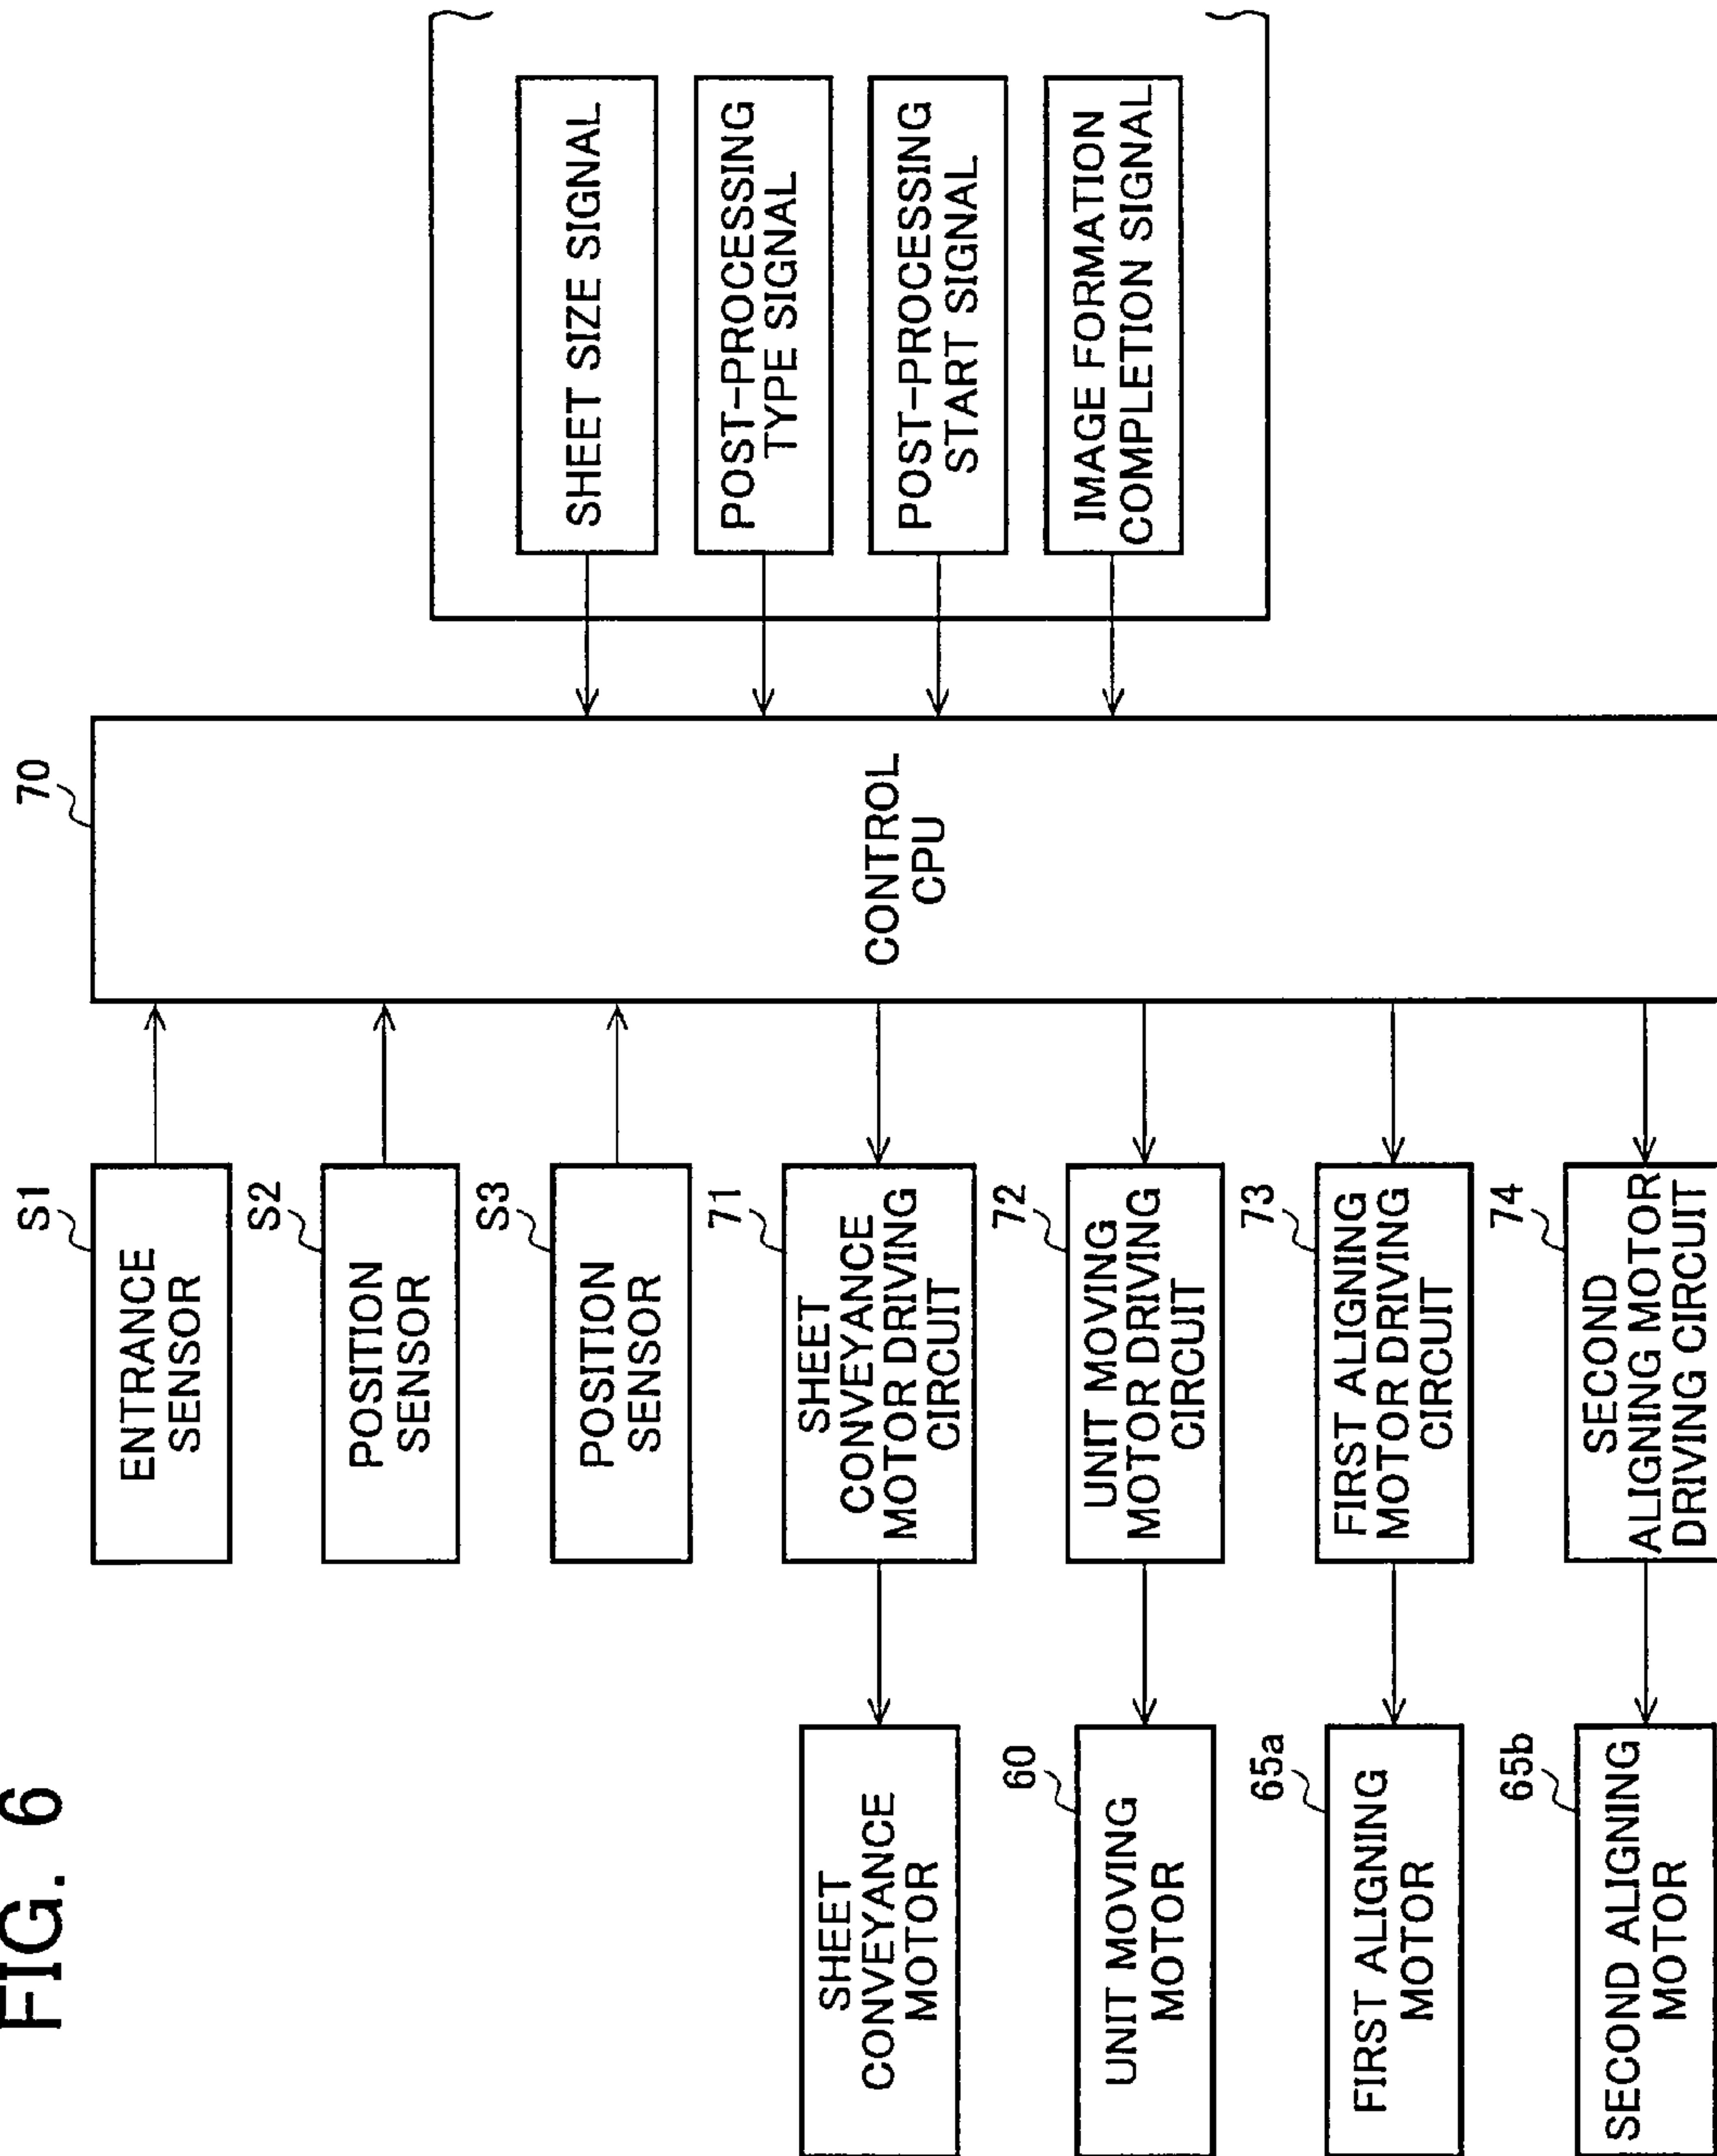 FIG. 6
SHEET
CONVEYANCE
MOTOR
60
UNIT MOVING
MOTOR
65a
FIRST ALIGNING
MOTOR
65b
SECOND ALIGNING
MOTOR
S1
ENTRANCE
SENSOR
S2
POSITION
SENSOR
S3
POSITION
SENSOR
71
SHEET
CONVEYANCE
MOTOR DRIVING
CIRCUIT
72
UNIT MOVING
MOTOR DRIVING
CIRCUIT
73
FIRST ALIGNING
MOTOR DRIVING
CIRCUIT
74
SECOND
ALIGNING MOTOR
DRIVING CIRCUIT
70
CONTROL
CPU
SHEET SIZE SIGNAL
POST-PROCESSING
TYPE SIGNAL
POST-PROCESSING
START SIGNAL
IMAGE FORMATION
COMPLETION SIGNAL